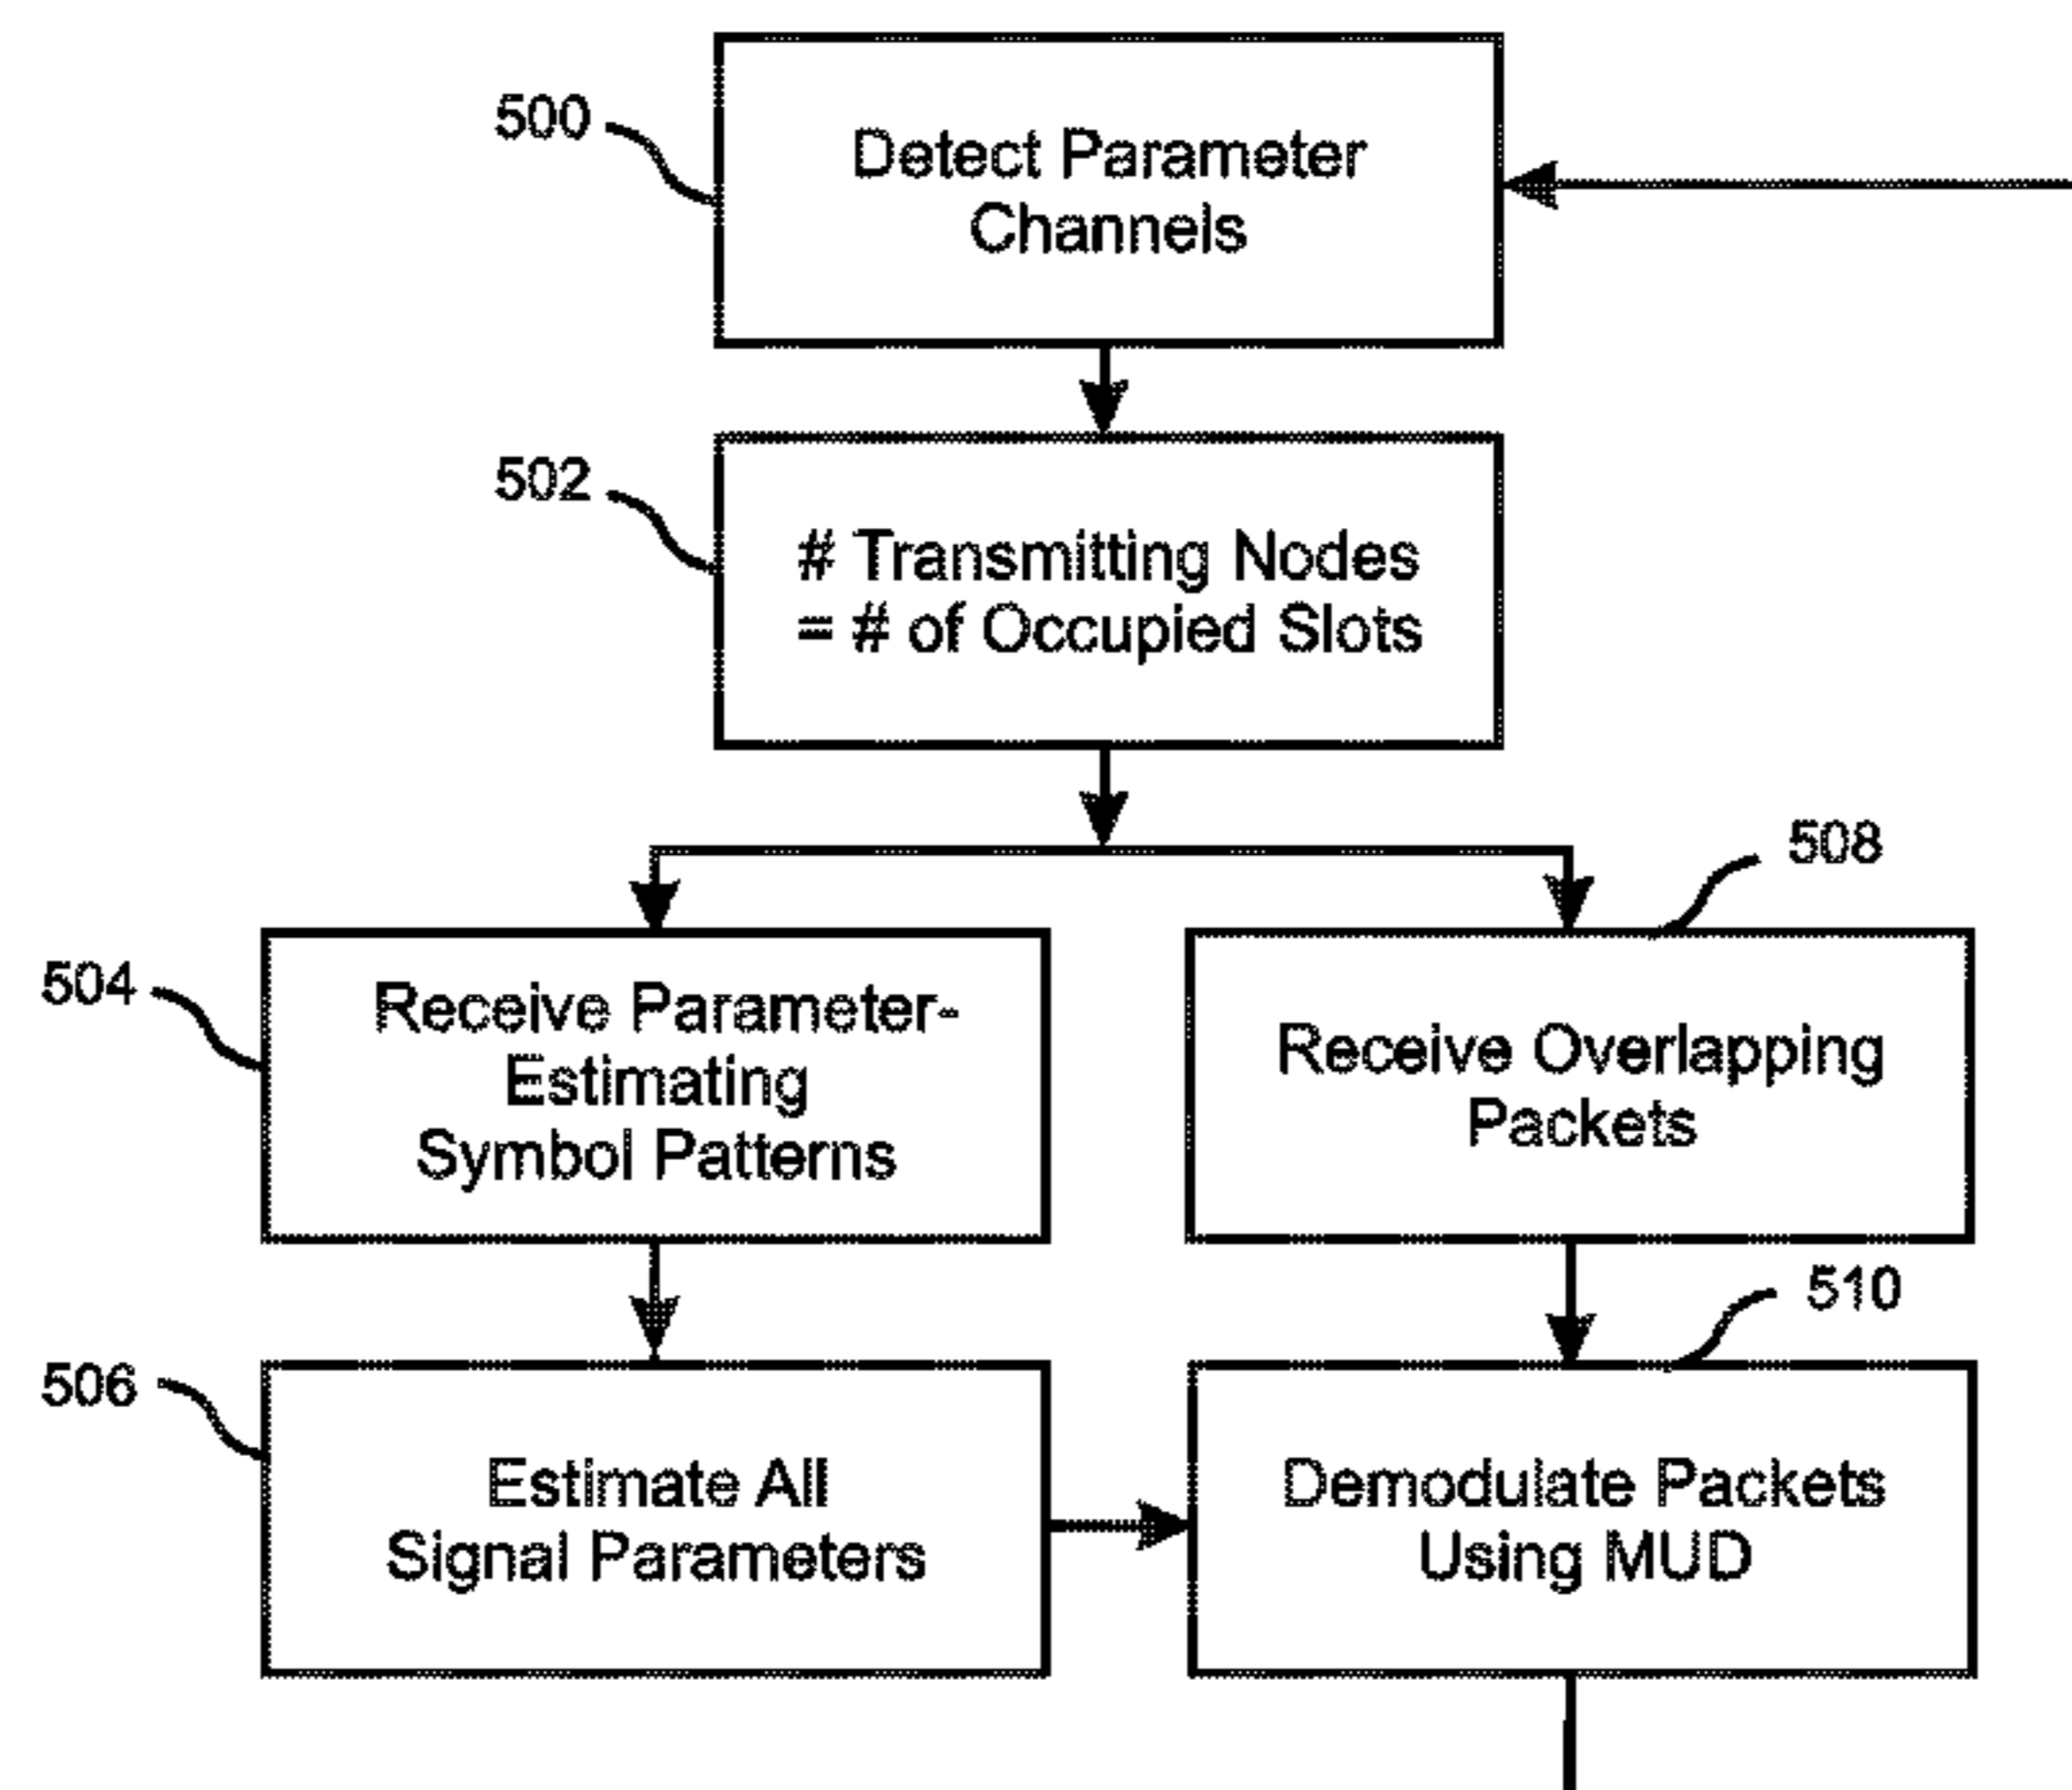 500
Detect Parameter
Channels
502
# Transmitting Nodes
= # of Occupied Slots
508
504
Receive Parameter-
Estimating
Symbol Patterns
Receive Overlapping
Packets
510
506
Estimate All
Signal Parameters
Demodulate Packets
Using MUD